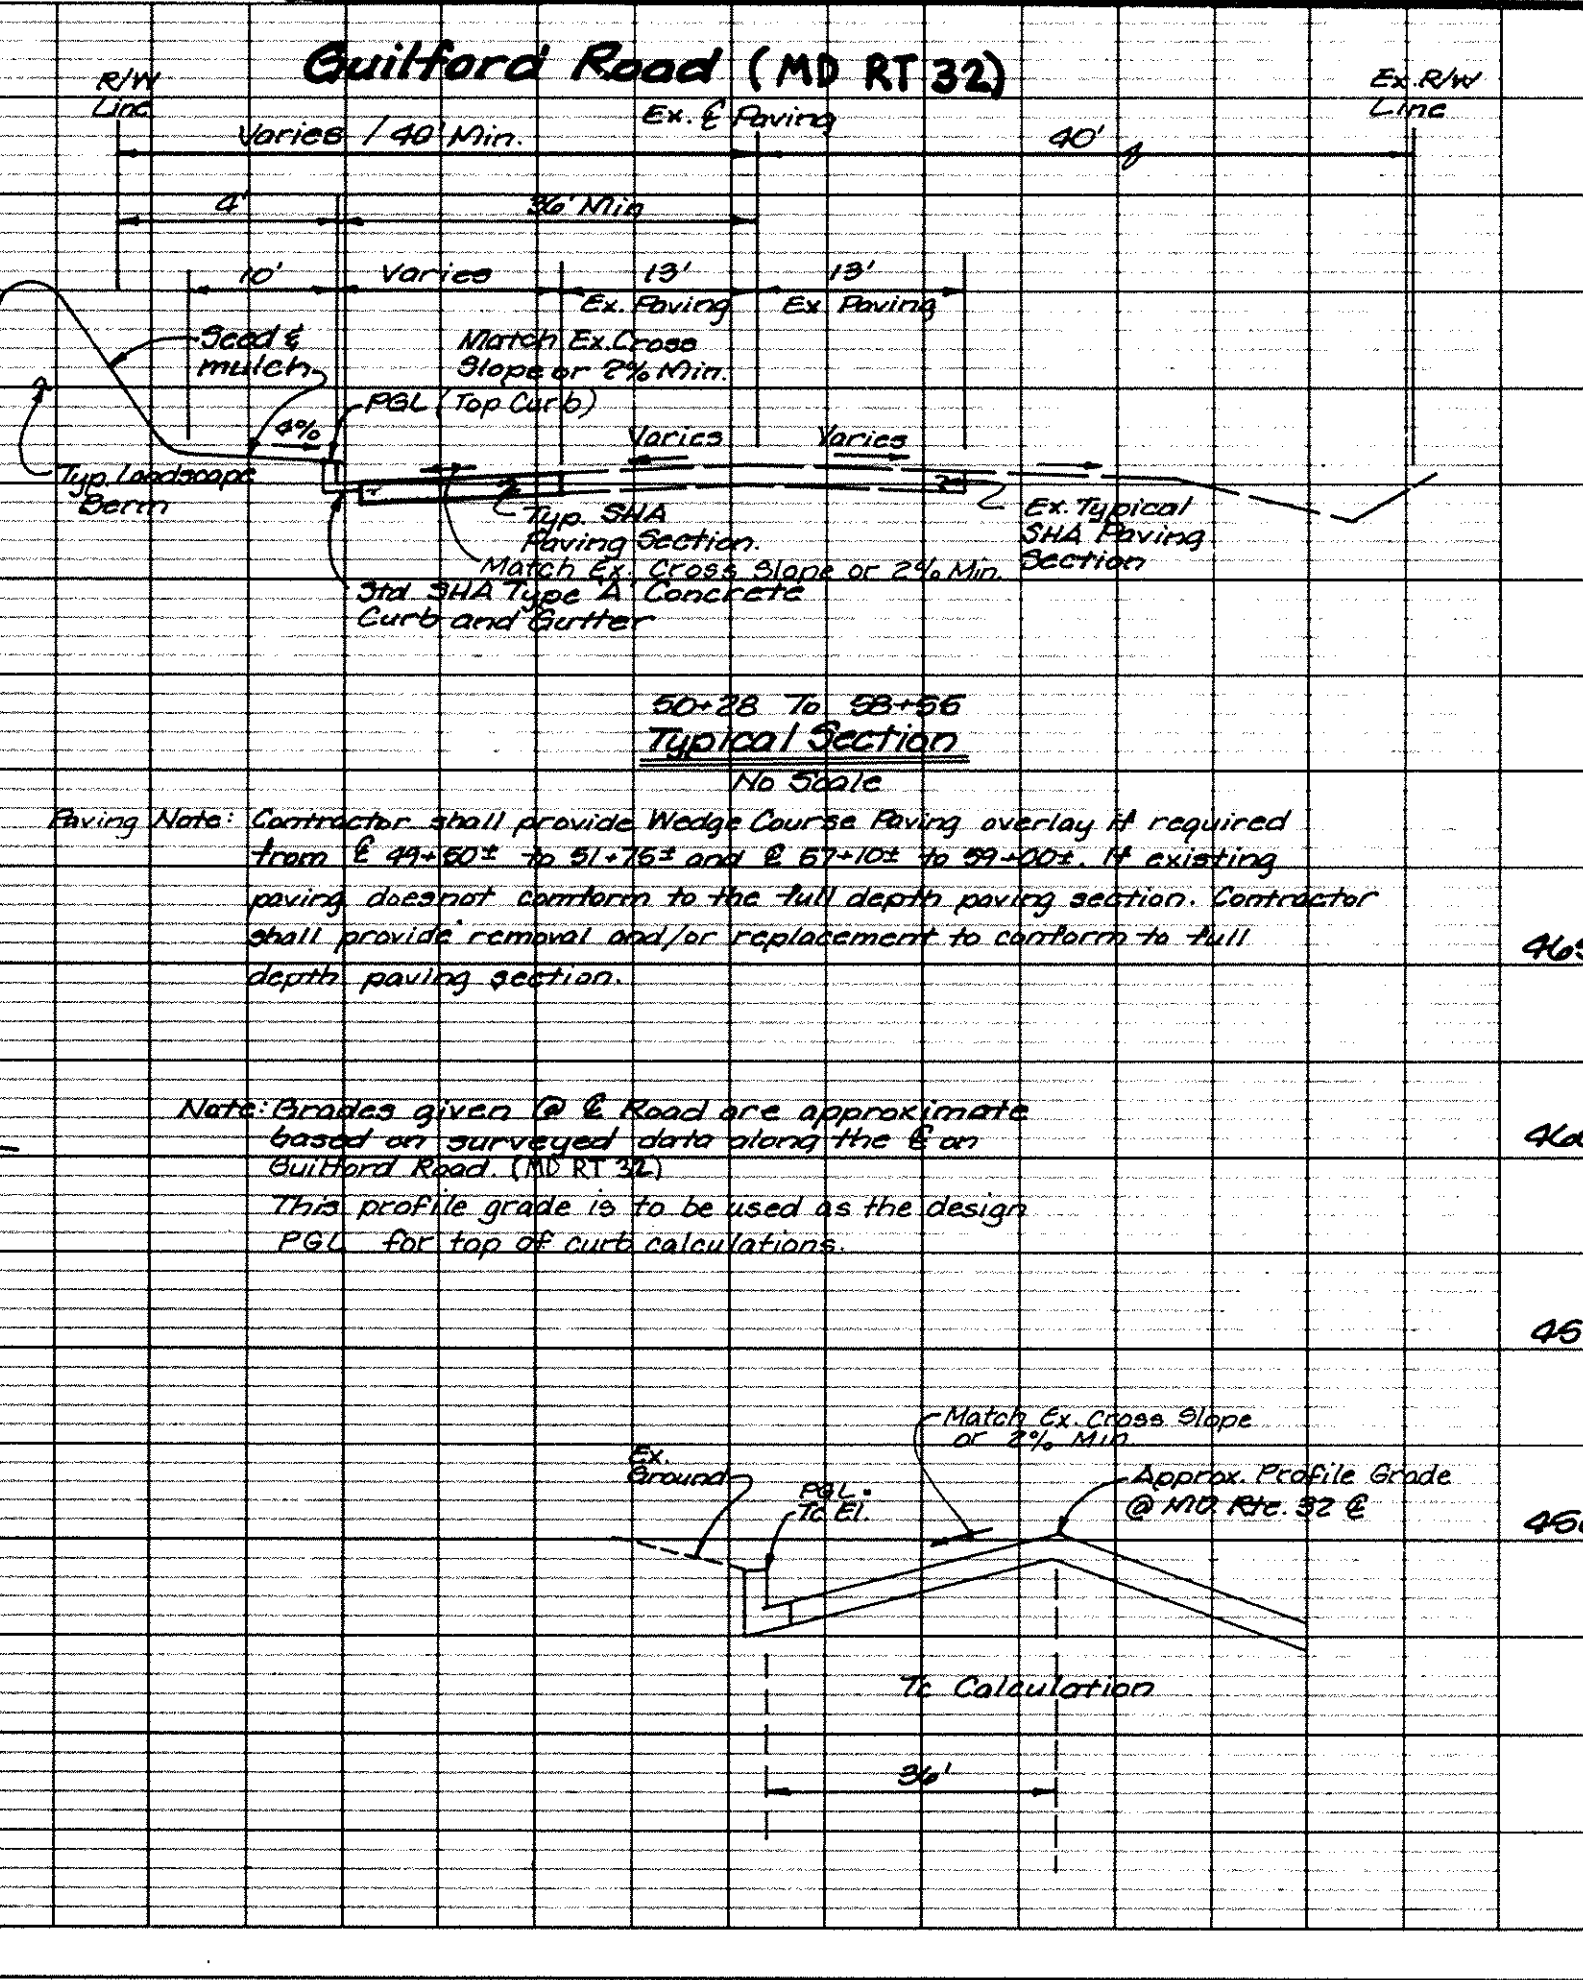 Guilford Road (MD RT 32)
R/W
Line
Ex. R/W
Line
Ex. ℄ Paving
Varies / 40' Min.
40'
4'
36' Min
10'
Varies
13'
Ex. Paving
13'
Ex Paving
Seed &
mulch
Match Ex. Cross
Slope or 2% Min.
PGL (Top Curb)
4%
Varies
Varies
Typ. Landscape
Berm
Typ. SHA
Paving Section.
Ex. Typical
SHA Paving
Section
Match Ex. Cross Slope or 2% Min.
Std SHA Type 'A' Concrete
Curb and Gutter
50+28 To 58+56
Typical Section
No Scale
Paving Note: Contractor shall provide Wedge Course Paving overlay if required
from ℄ 49+50± to 51+75± and ℄ 57+10± to 59+00±. If existing
paving doesnot comform to the full depth paving section. Contractor
shall provide removal and/or replacement to conform to full
depth paving section.
Note: Grades given @ ℄ Road are approximate
based on surveyed data along the ℄ on
Guilford Road. (MD RT 32)
This profile grade is to be used as the design
PGL for top of curb calculations.
Match Ex. Cross Slope
or 2% Min.
Ex.
Ground
PGL =
Tc El.
Approx. Profile Grade
@ MD. Rte. 32 ℄
Tc Calculation
36'